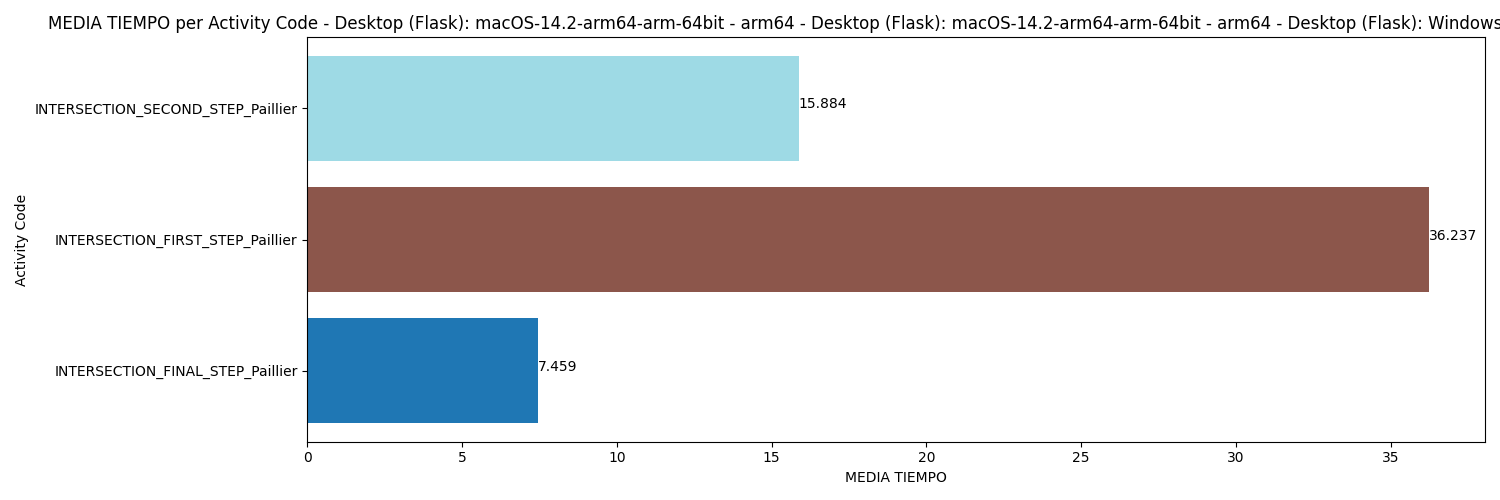 MEDIA TIEMPO per Activity Code - Desktop (Flask): macOS-14.2-arm64-arm-64bit - arm64 - Desktop (Flask): macOS-14.2-arm64-arm-64bit - arm64 - Desktop (Flask): Windows
INTERSECTION_SECOND_STEP_Paillier
15.884
INTERSECTION_FIRST_STEP_Paillier
36.237
INTERSECTION_FINAL_STEP_Paillier
7.459
Activity Code
0 5 10 15 20 25 30 35
MEDIA TIEMPO